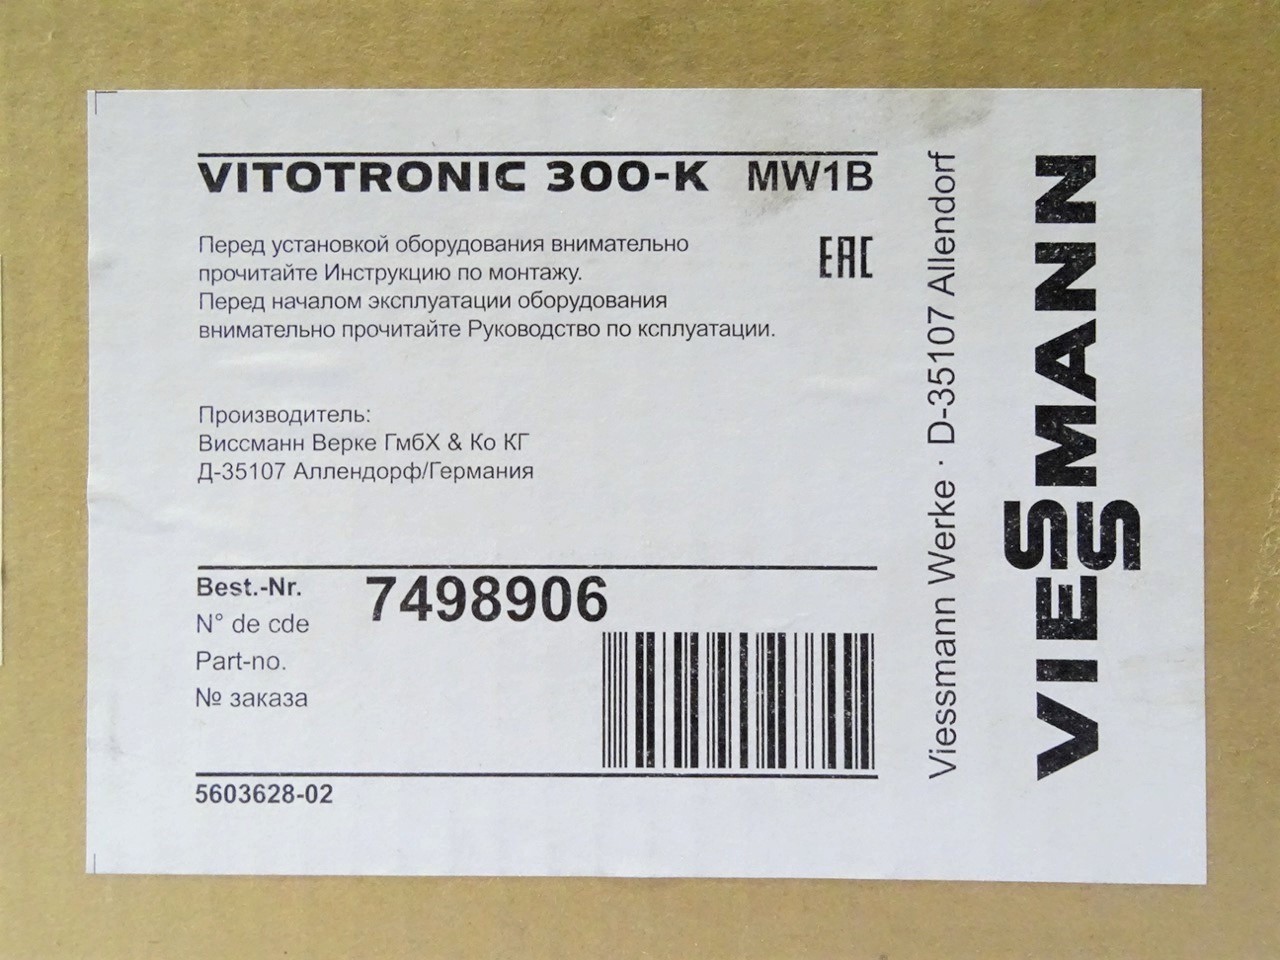 VITOTRONIC 300-K MW1B
Перед установкой оборудования внимательно
прочитайте Инструкцию по монтажу.
Перед началом эксплуатации оборудования
внимательно прочитайте Руководство по ксплуатации.
EAC
Производитель:
Виссманн Верке ГмбХ & Ко КГ
Д-35107 Аллендорф/Германия
Best.-Nr. 7498906
N° de cde
Part-no.
№ заказа
5603628-02
Viessmann Werke · D-35107 Allendorf
VIESSMANN